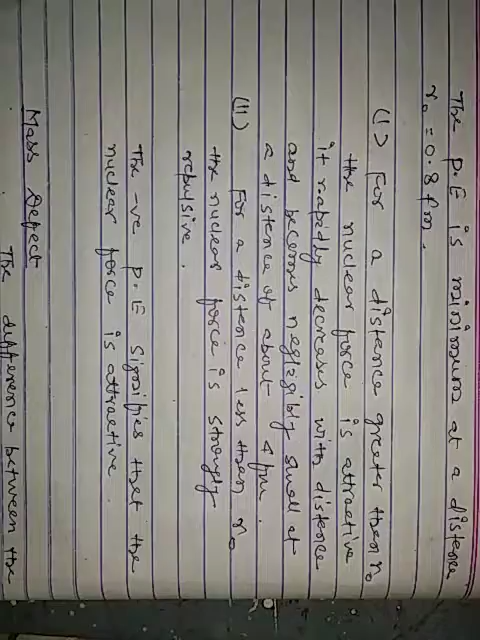 The p.E is minimum at a distance
r₀ = 0.8 fm.
(I) For a distance greater than r₀
the nuclear force is attractive
it rapidly decreases with distance
and becomes neglegibly small at
a distance of about 4 fm.
(II) For a distance less than r₀
the nuclear force is strongly
repulsive.
The -ve p.E signifies that the
nuclear force is attractive.
Mass Defect
The difference between the